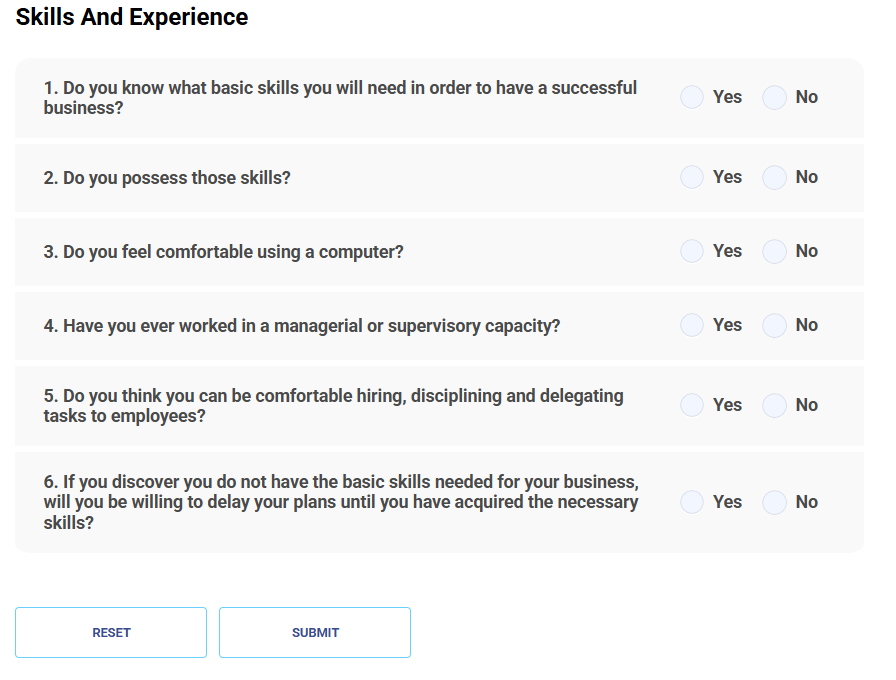 Skills And Experience
1. Do you know what basic skills you will need in order to have a successful
business?
Yes No
2. Do you possess those skills?
Yes No
3. Do you feel comfortable using a computer?
Yes No
4. Have you ever worked in a managerial or supervisory capacity?
Yes No
5. Do you think you can be comfortable hiring, disciplining and delegating
tasks to employees?
Yes No
6. If you discover you do not have the basic skills needed for your business,
will you be willing to delay your plans until you have acquired the necessary
skills?
Yes No
RESET SUBMIT